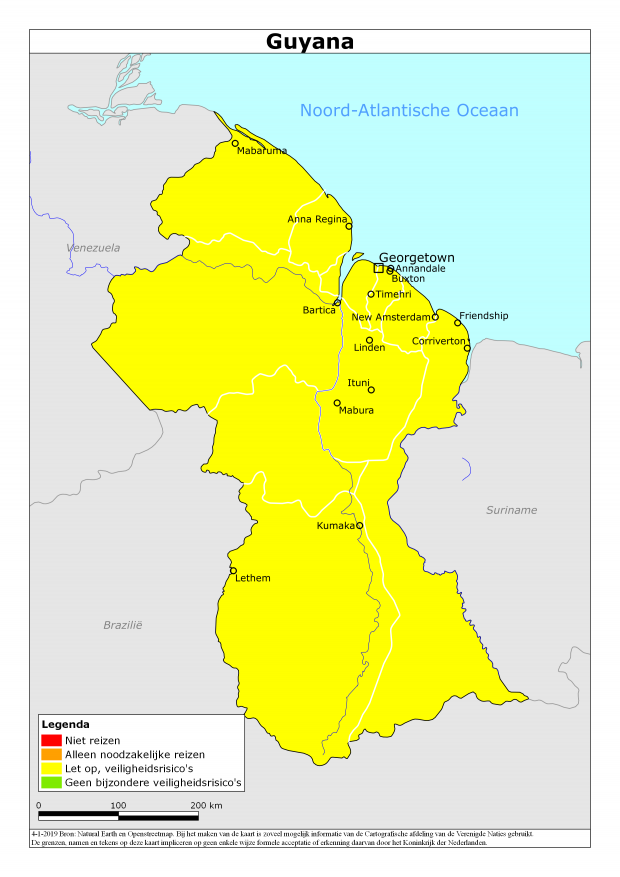 Guyana
Noord-Atlantische Oceaan
Mabaruma
Anna Regina
Venezuela
Georgetown
Annandale
Buxton
Timehri
Bartica
New Amsterdam
Friendship
Linden
Corriverton
Ituni
Mabura
Suriname
Kumaka
Lethem
Brazilië
Legenda
Niet reizen
Alleen noodzakelijke reizen
Let op, veiligheidsrisico's
Geen bijzondere veiligheidsrisico's
0 100 200 km
4-1-2019 Bron: Natural Earth en Openstreetmap. Bij het maken van de kaart is zoveel mogelijk informatie van de Cartografische afdeling van de Verenigde Naties gebruikt.
De grenzen, namen en tekens op deze kaart impliceren op geen enkele wijze formele acceptatie of erkenning daarvan door het Koninkrijk der Nederlanden.